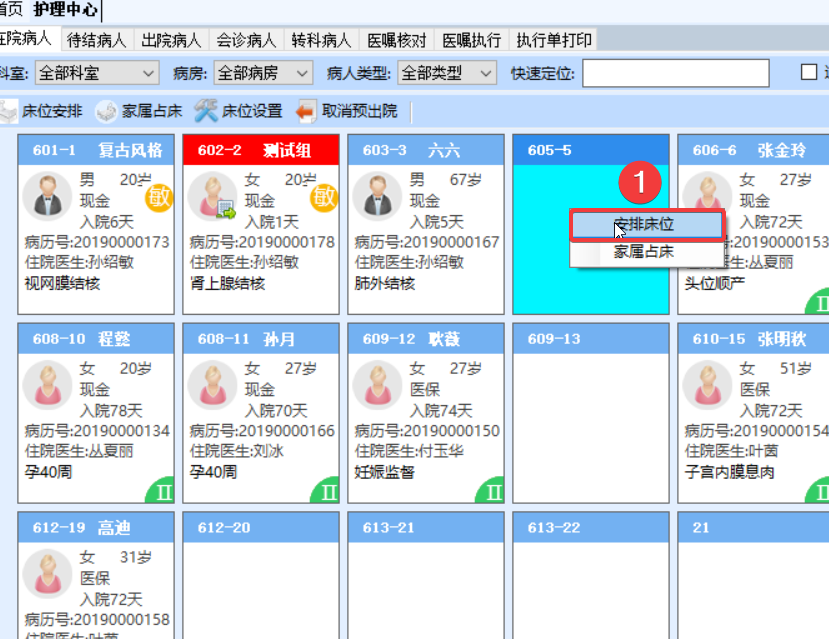 首页 护理中心
在院病人 待结病人 出院病人 会诊病人 转科病人 医嘱核对 医嘱执行 执行单打印
科室: 全部科室 病房: 全部病房 病人类型: 全部类型 快速定位:
床位安排 家属占床 床位设置 取消预出院
601-1 复古风格
男 20岁
敏
现金
入院6天
病历号:20190000173
住院医生:孙绍敏
视网膜结核
602-2 测试组
女 20岁
敏
现金
入院1天
病历号:20190000178
住院医生:孙绍敏
肾上腺结核
603-3 六六
男 67岁
现金
入院5天
病历号:20190000167
住院医生:孙绍敏
肺外结核
605-5
1
安排床位
家属占床
606-6 张金玲
女 27岁
现金
入院72天
号:20190000153
医生:丛夏丽
头位顺产
II
608-10 程懿
女 20岁
现金
入院78天
病历号:20190000134
住院医生:丛夏丽
孕40周
II
608-11 孙月
女 27岁
现金
入院70天
病历号:20190000166
住院医生:刘冰
孕40周
II
609-12 耿薇
女 27岁
医保
入院74天
病历号:20190000150
住院医生:付玉华
妊娠监督
II
609-13
610-15 张明秋
女 51岁
医保
入院72天
病历号:20190000154
住院医生:叶茵
子宫内膜息肉
II
612-19 高迪
女 31岁
医保
入院72天
病历号:20190000158
住院医生:叶茵
612-20
613-21
613-22
21